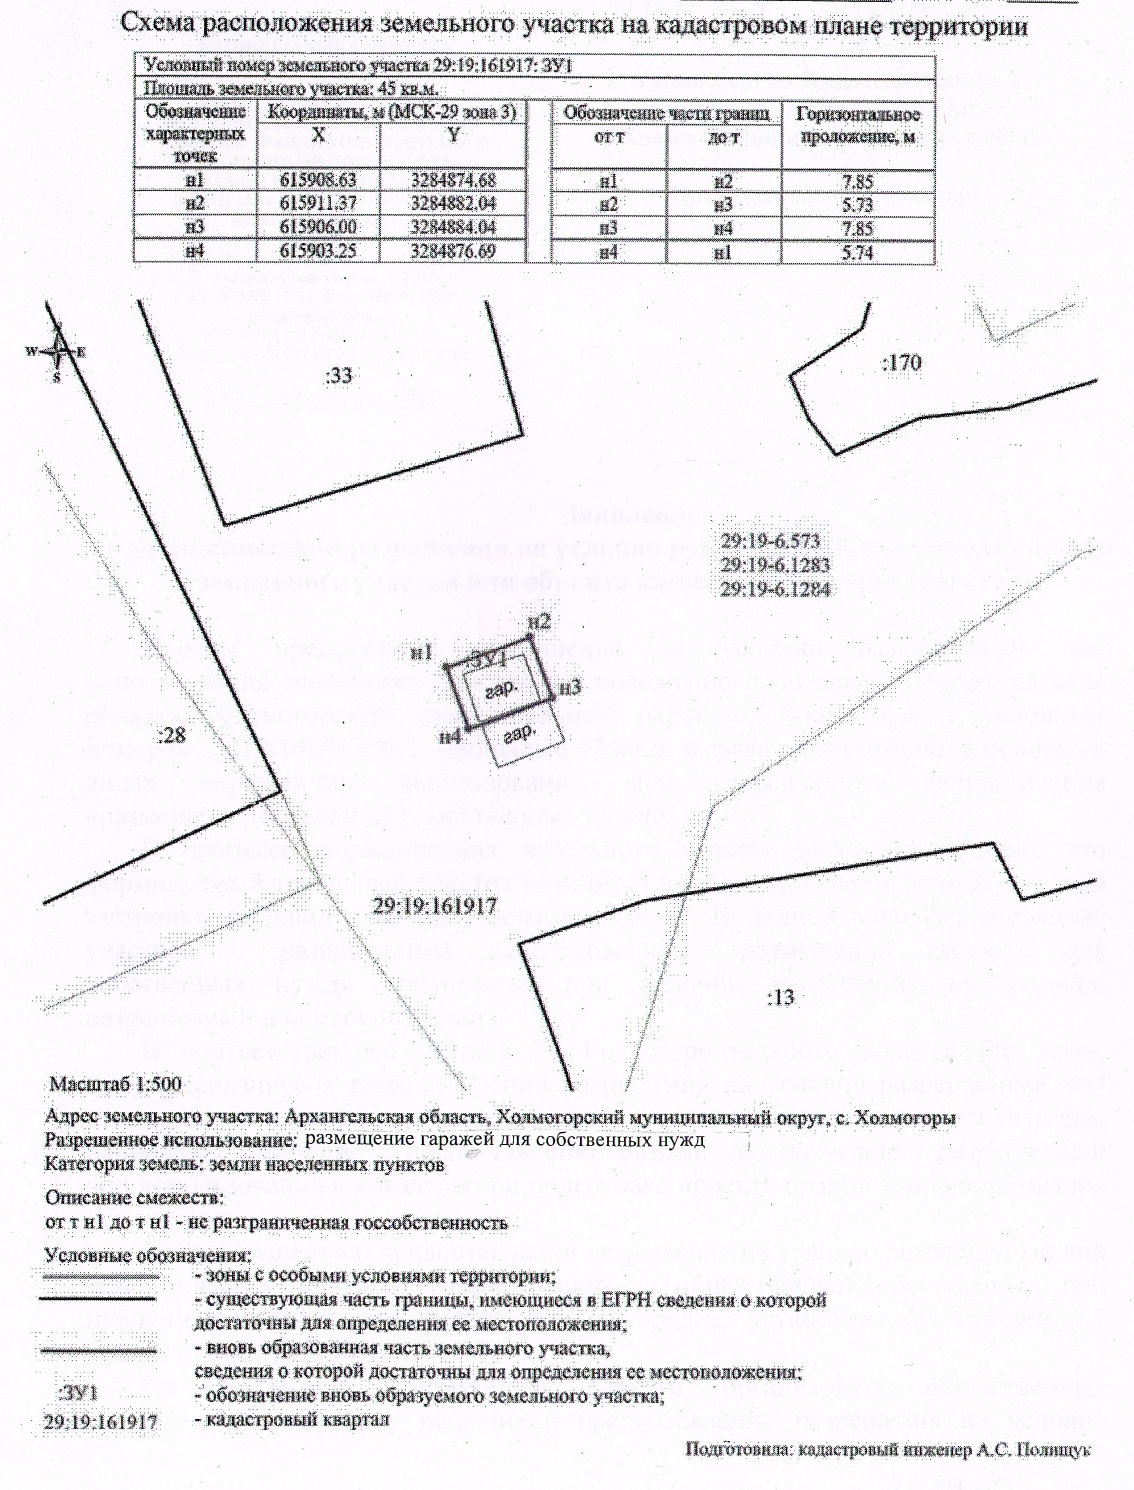 Схема расположения земельного участка на кадастровом плане территории
Условный номер земельного участка 29:19:161917: ЗУ1
Площадь земельного участка: 45 кв.м.
Обозначение характерных точек
Координаты, м (МСК-29 зона 3)
X Y
Обозначение части границ
от т до т
Горизонтальное проложение, м
н1 615908.63 3284874.68 н1 н2 7.85
н2 615911.37 3284882.04 н2 н3 5.73
н3 615906.00 3284884.04 н3 н4 7.85
н4 615903.25 3284876.69 н4 н1 5.74
W E
S
:33
:170
29:19-6.573
29:19-6.1283
29:19-6.1284
н2
н1
:ЗУ1
гар.
н3
н4
гар.
:28
29:19:161917
:13
Масштаб 1:500
Адрес земельного участка: Архангельская область, Холмогорский муниципальный округ, с. Холмогоры
Разрешенное использование: размещение гаражей для собственных нужд
Категория земель: земли населенных пунктов
Описание смежеств:
от т н1 до т н1 - не разграниченная госсобственность
Условные обозначения:
- зоны с особыми условиями территории;
- существующая часть границы, имеющиеся в ЕГРН сведения о которой
достаточны для определения ее местоположения;
- вновь образованная часть земельного участка,
сведения о которой достаточны для определения ее местоположения;
:ЗУ1 - обозначение вновь образуемого земельного участка;
29:19:161917 - кадастровый квартал
Подготовила: кадастровый инженер А.С. Полищук